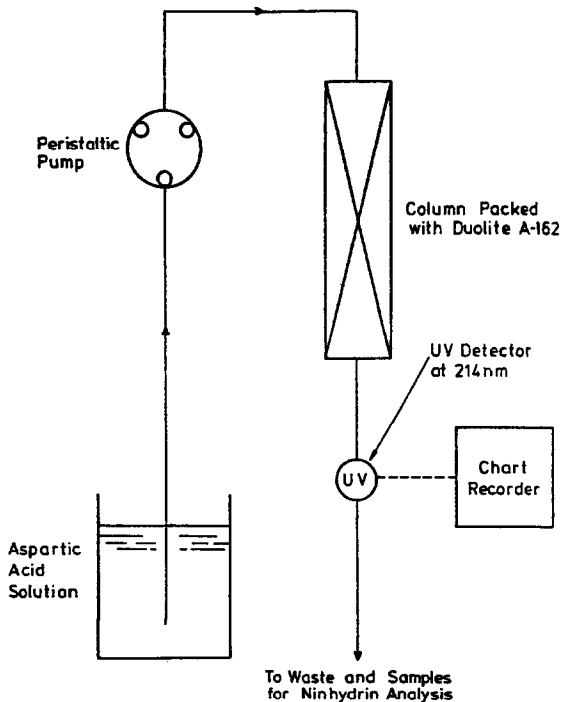 Peristaltic
Pump
Column Packed
with Duolite A-162
UV Detector
at 214nm
UV
Chart
Recorder
Aspartic
Acid
Solution
To Waste and Samples
for Ninhydrin Analysis